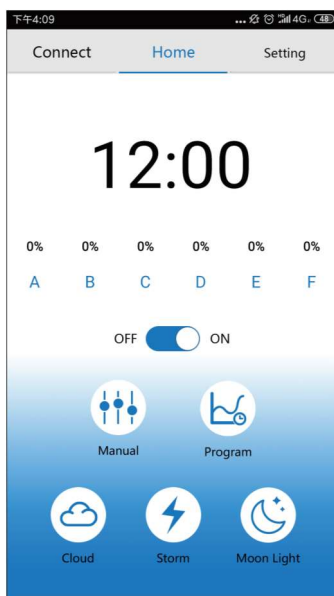 下午4:09 ... 4G 48
Connect Home Setting
12:00
0% 0% 0% 0% 0% 0%
A B C D E F
OFF ON
Manual Program
Cloud Storm Moon Light